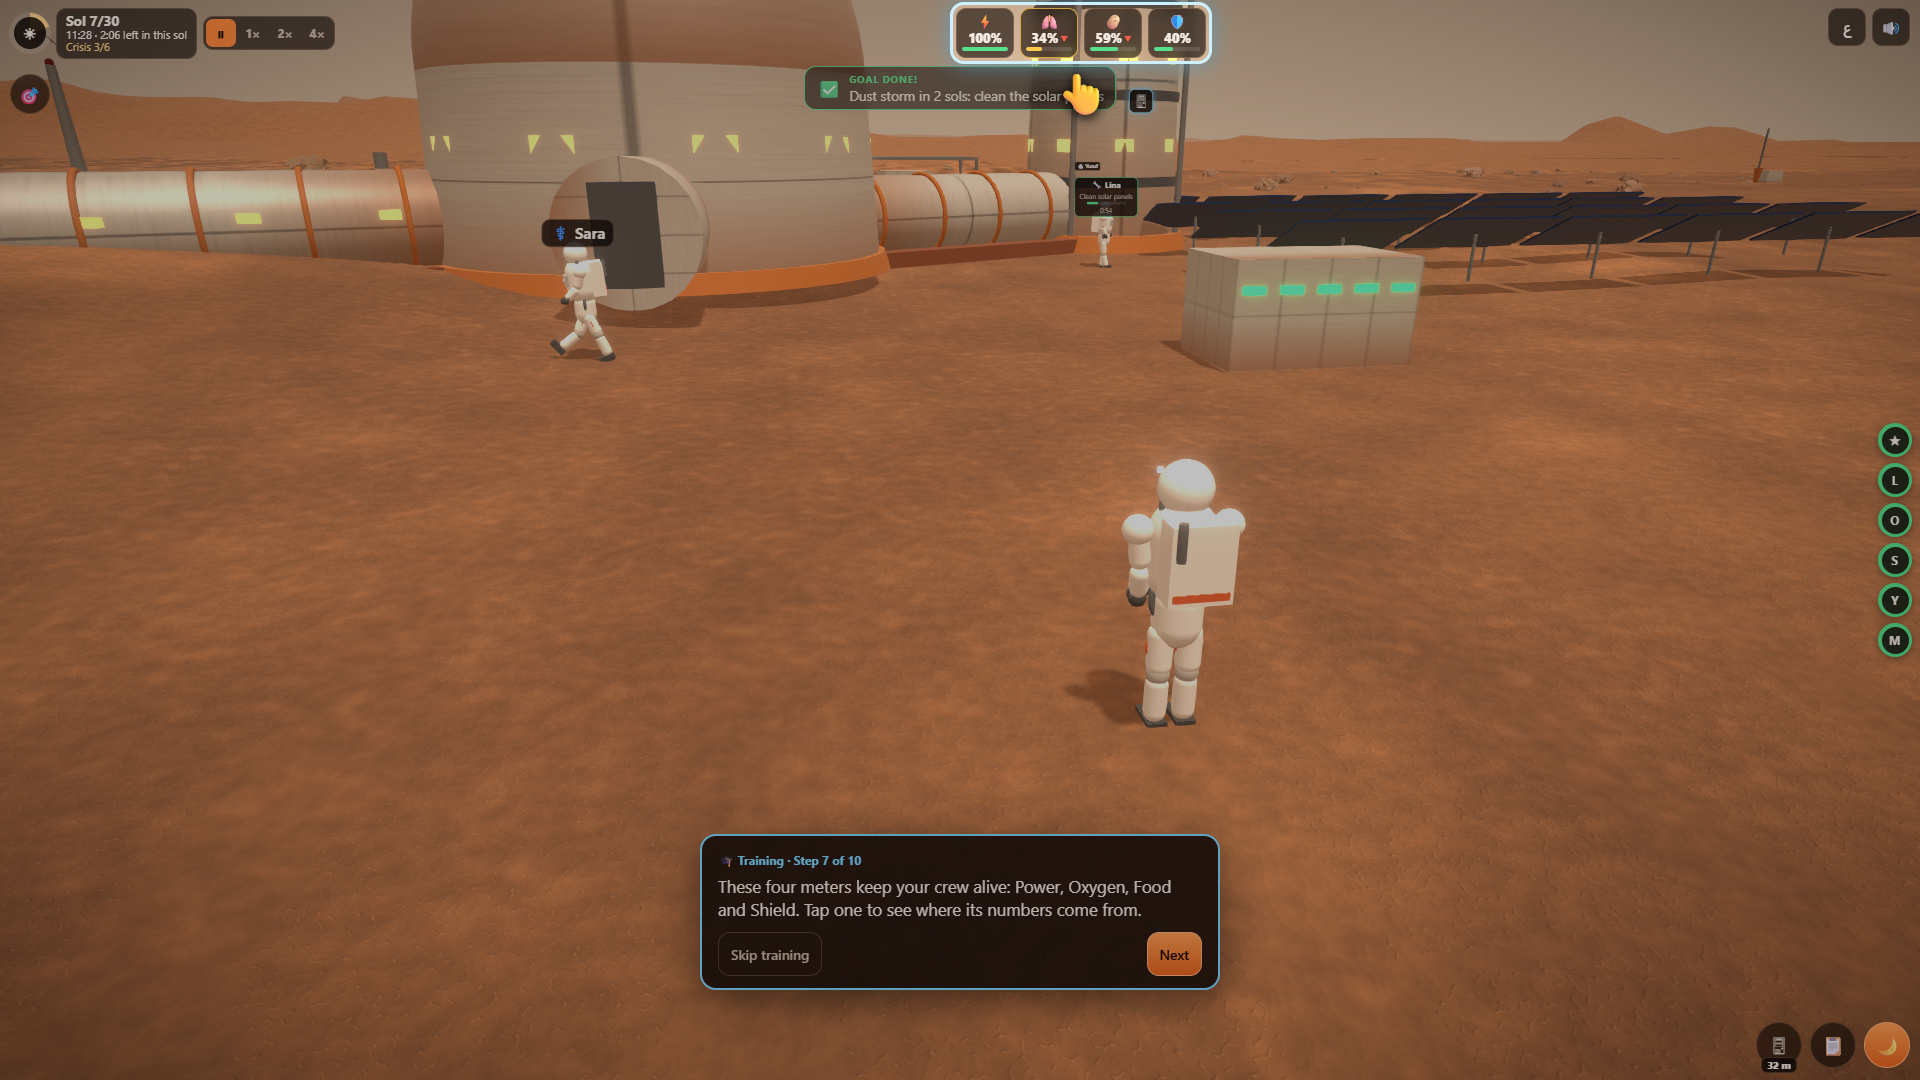 Sol 7/30
11:28 · 2:06 left in this sol
Crisis 3/6
1×
2×
4×
100%
34%
59%
40%
ع
GOAL DONE!
Dust storm in 2 sols: clean the solar
Yusuf
Lina
Clean solar panels
0:54
Sara
L
O
S
Y
M
Training · Step 7 of 10
These four meters keep your crew alive: Power, Oxygen, Food
and Shield. Tap one to see where its numbers come from.
Skip training
Next
32 m